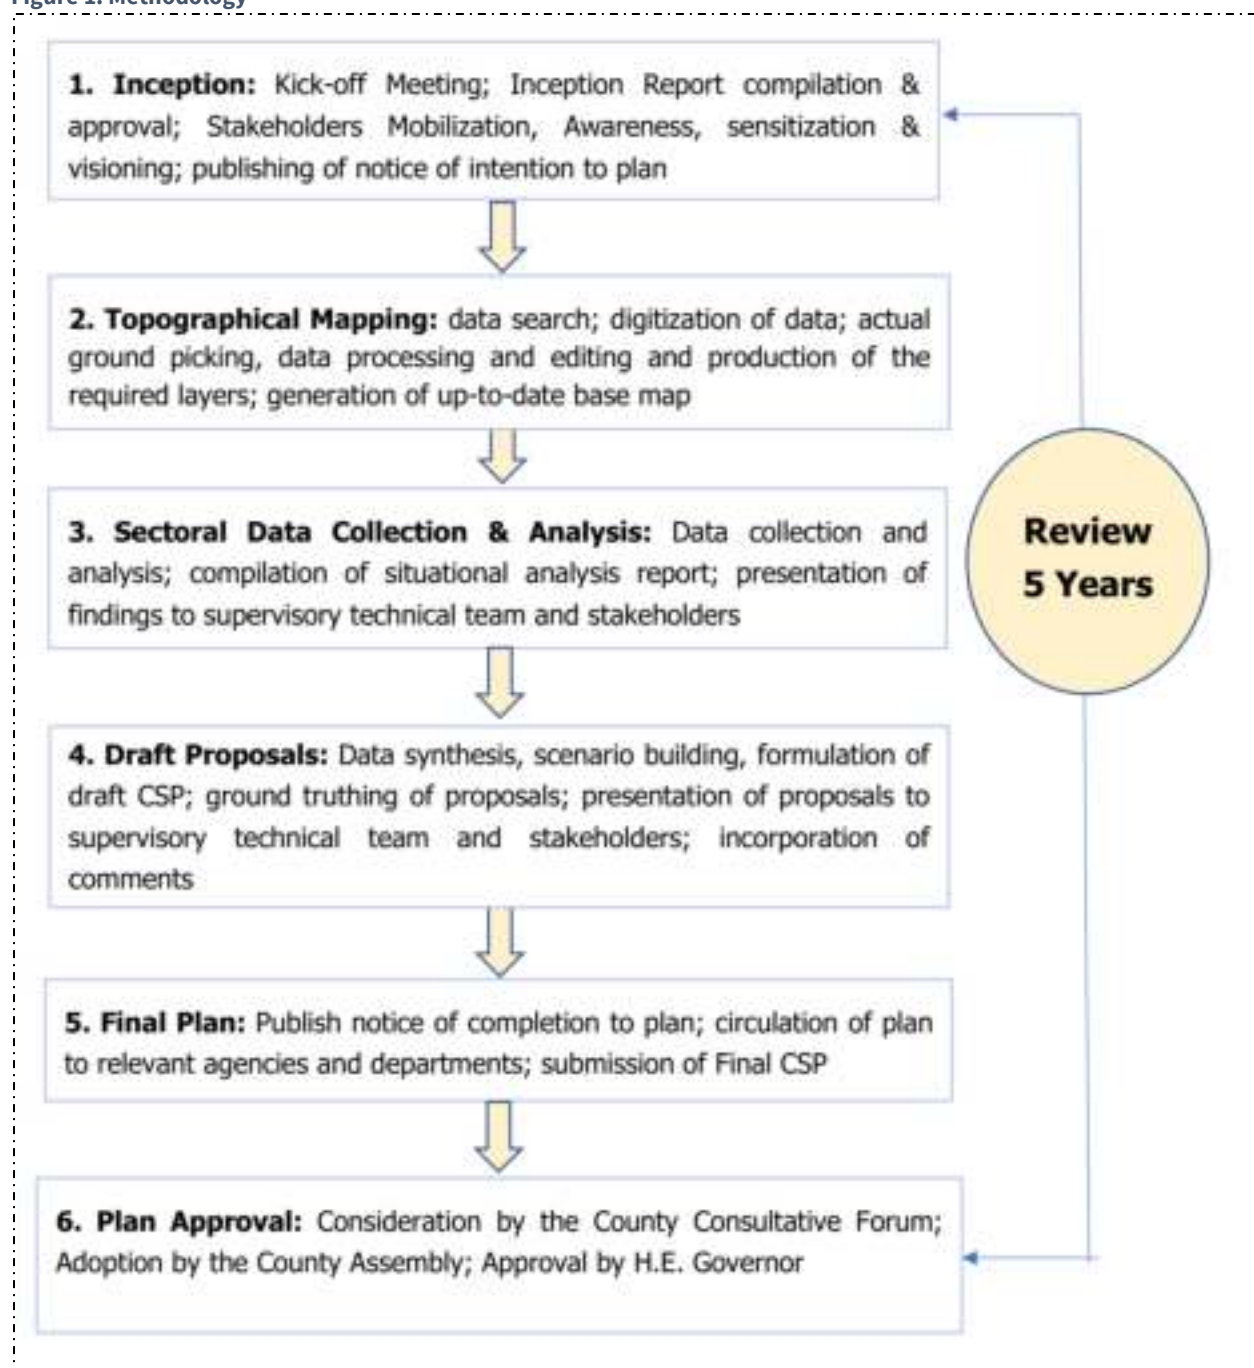 Figure 1: Methodology
1. Inception: Kick-off Meeting; Inception Report compilation &
approval; Stakeholders Mobilization, Awareness, sensitization &
visioning; publishing of notice of intention to plan
2. Topographical Mapping: data search; digitization of data; actual
ground picking, data processing and editing and production of the
required layers; generation of up-to-date base map
3. Sectoral Data Collection & Analysis: Data collection and
analysis; compilation of situational analysis report; presentation of
findings to supervisory technical team and stakeholders
Review
5 Years
4. Draft Proposals: Data synthesis, scenario building, formulation of
draft CSP; ground truthing of proposals; presentation of proposals to
supervisory technical team and stakeholders; incorporation of
comments
5. Final Plan: Publish notice of completion to plan; circulation of plan
to relevant agencies and departments; submission of Final CSP
6. Plan Approval: Consideration by the County Consultative Forum;
Adoption by the County Assembly; Approval by H.E. Governor